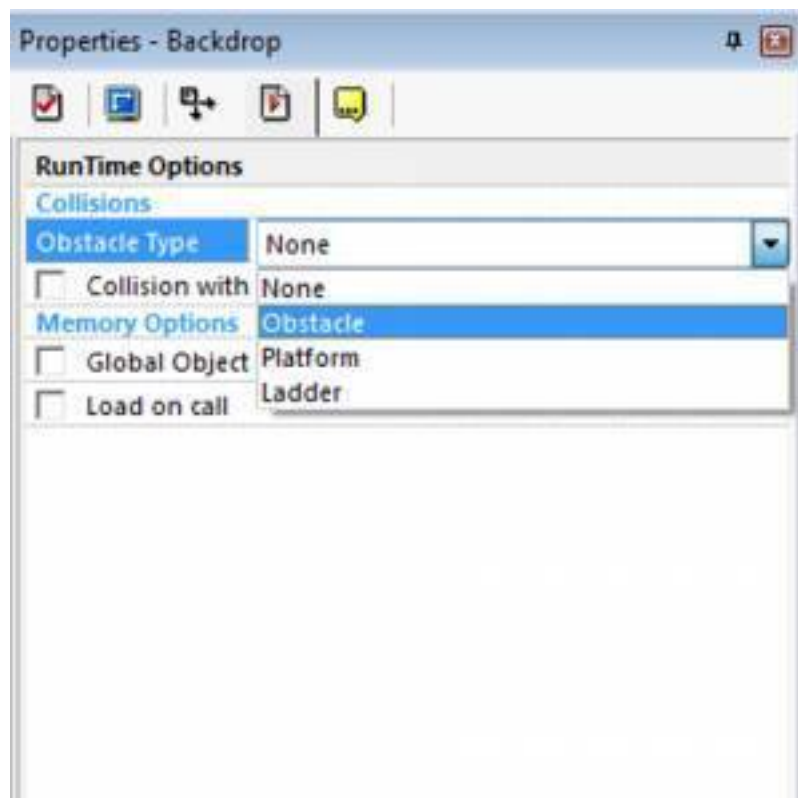 Properties - Backdrop
RunTime Options
Collisions
Obstacle Type None
Collision with None
Memory Options Obstacle
Global Object Platform
Load on call Ladder